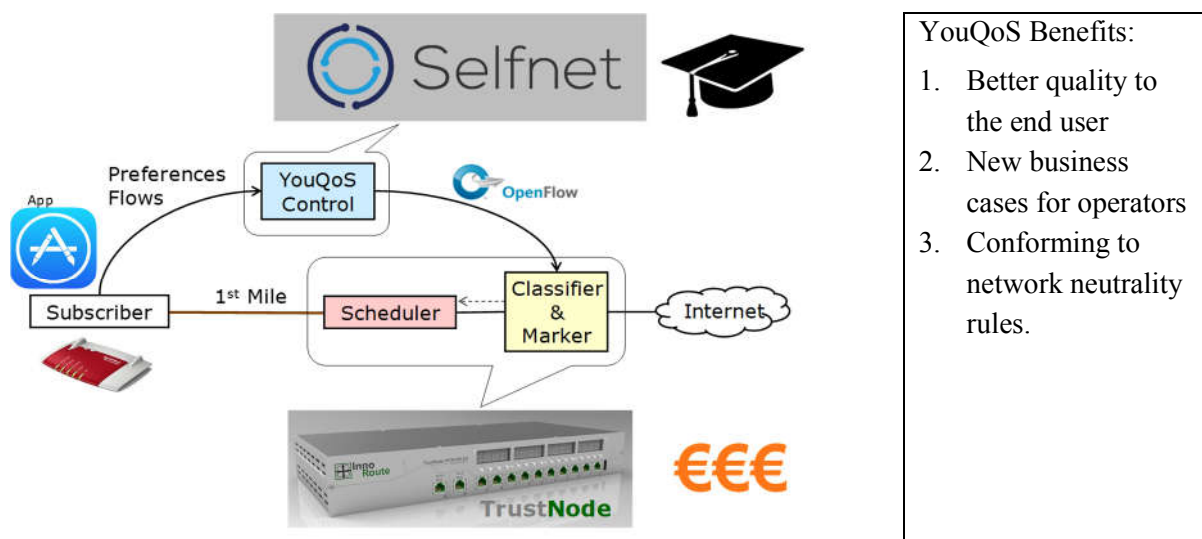 Selfnet
Preferences
Flows
YouQoS
Control
OpenFlow
App
Subscriber
1st Mile
Scheduler
Classifier
&
Marker
Internet
Inno
Route
TrustNode
€€€
YouQoS Benefits:
1. Better quality to
the end user
2. New business
cases for operators
3. Conforming to
network neutrality
rules.